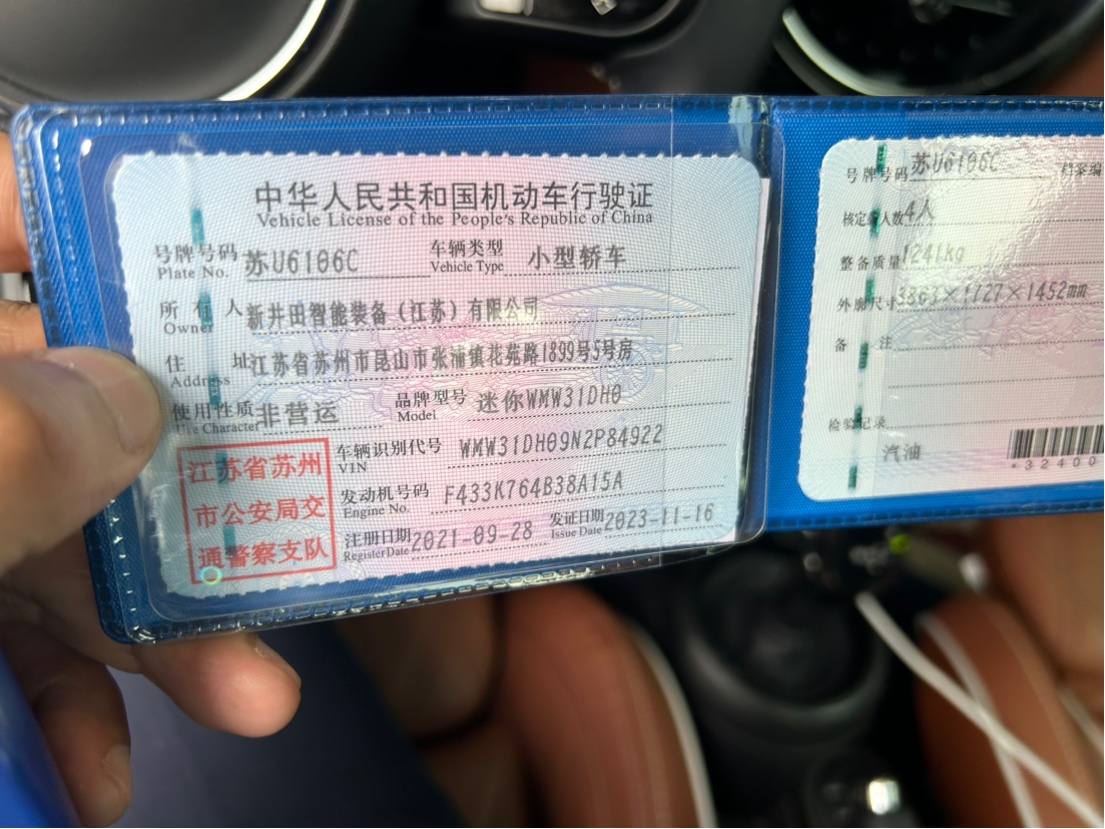 中华人民共和国机动车行驶证
Vehicle License of the People's Republic of China
号牌号码 苏U6106C 车辆类型 小型轿车
Plate No. Vehicle Type
所有人 新井田智能装备（江苏）有限公司
Owner
住址 江苏省苏州市昆山市张浦镇花苑路1899号5号房
Address
使用性质 非营运 品牌型号 迷你WMW31DH0
Use Character Model
车辆识别代号 WMW31DH09N2P84922
VIN
发动机号码 F433K764B38A15A
Engine No.
注册日期 2021-09-28 发证日期 2023-11-16
Register Date Issue Date
江苏省苏州
市公安局交
通警察支队
号牌号码 苏U6106C 档案编
核定载人数 4人
整备质量 1241kg
外廓尺寸 3863×1727×1452mm
备注
检验记录
汽油
*32400